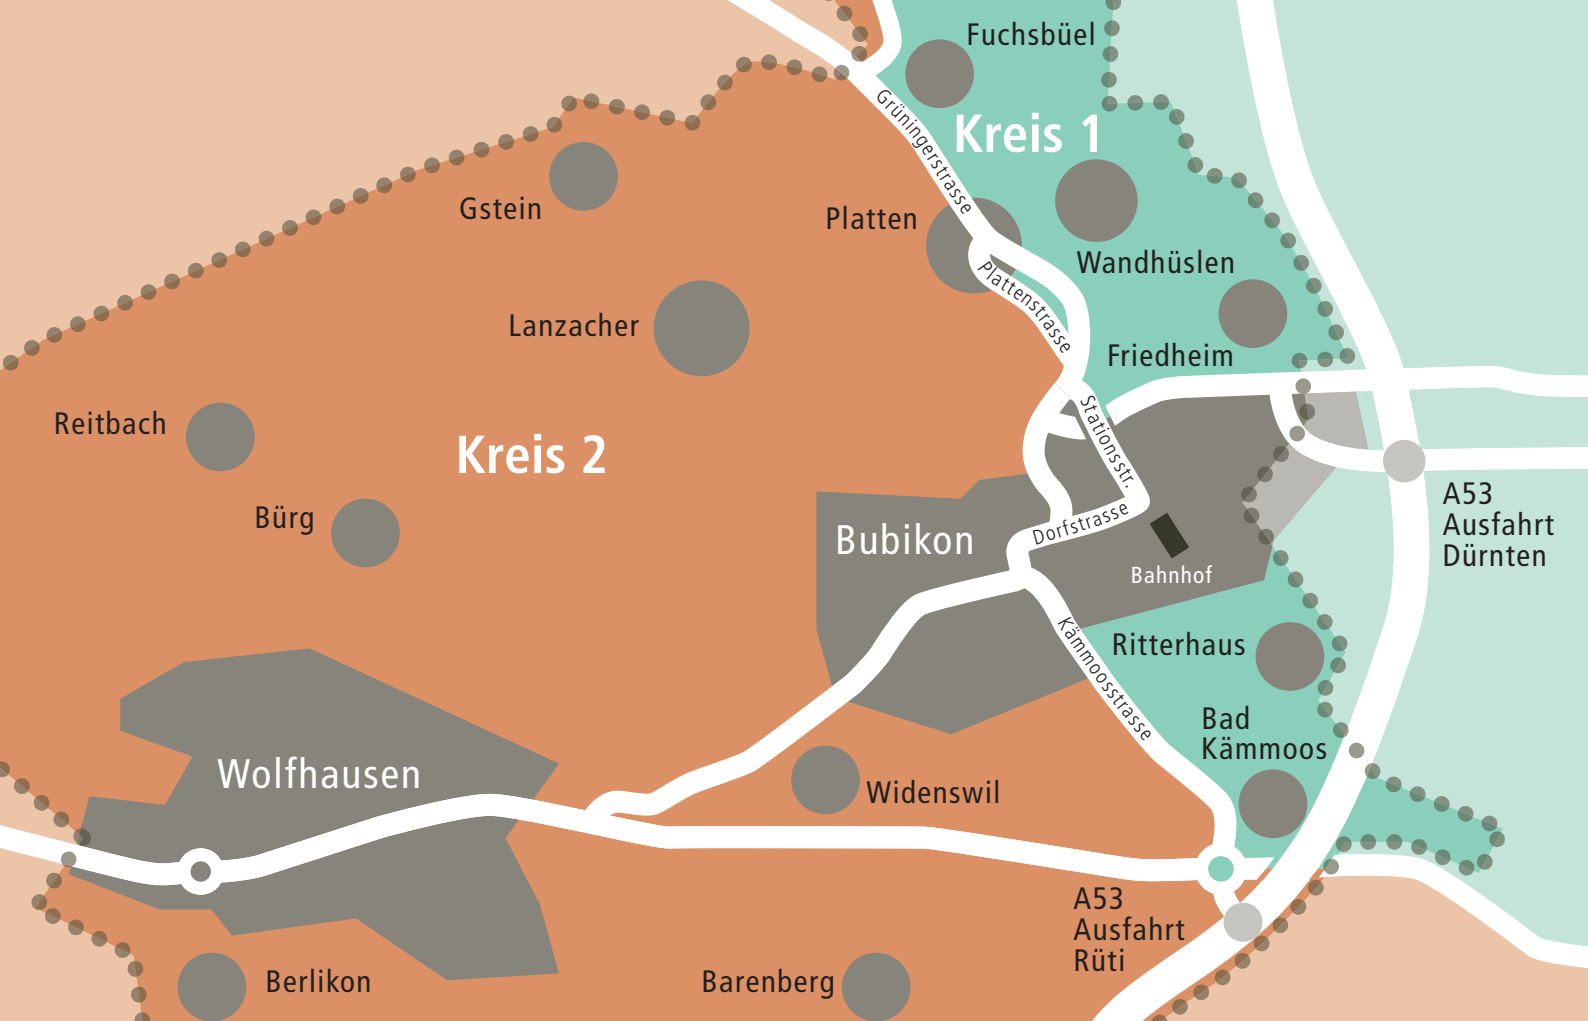 Fuchsbüel
Kreis 1
Grüningerstrasse
Gstein
Platten
Wandhüslen
Plattenstrasse
Lanzacher
Friedheim
Reitbach
Kreis 2
Stationsstr.
Bürg
A53
Ausfahrt
Dürnten
Bubikon
Dorfstrasse
Bahnhof
Kämmoosstrasse
Ritterhaus
Bad
Kämmoos
Wolfhausen
Widenswil
A53
Ausfahrt
Rüti
Berlikon
Barenberg